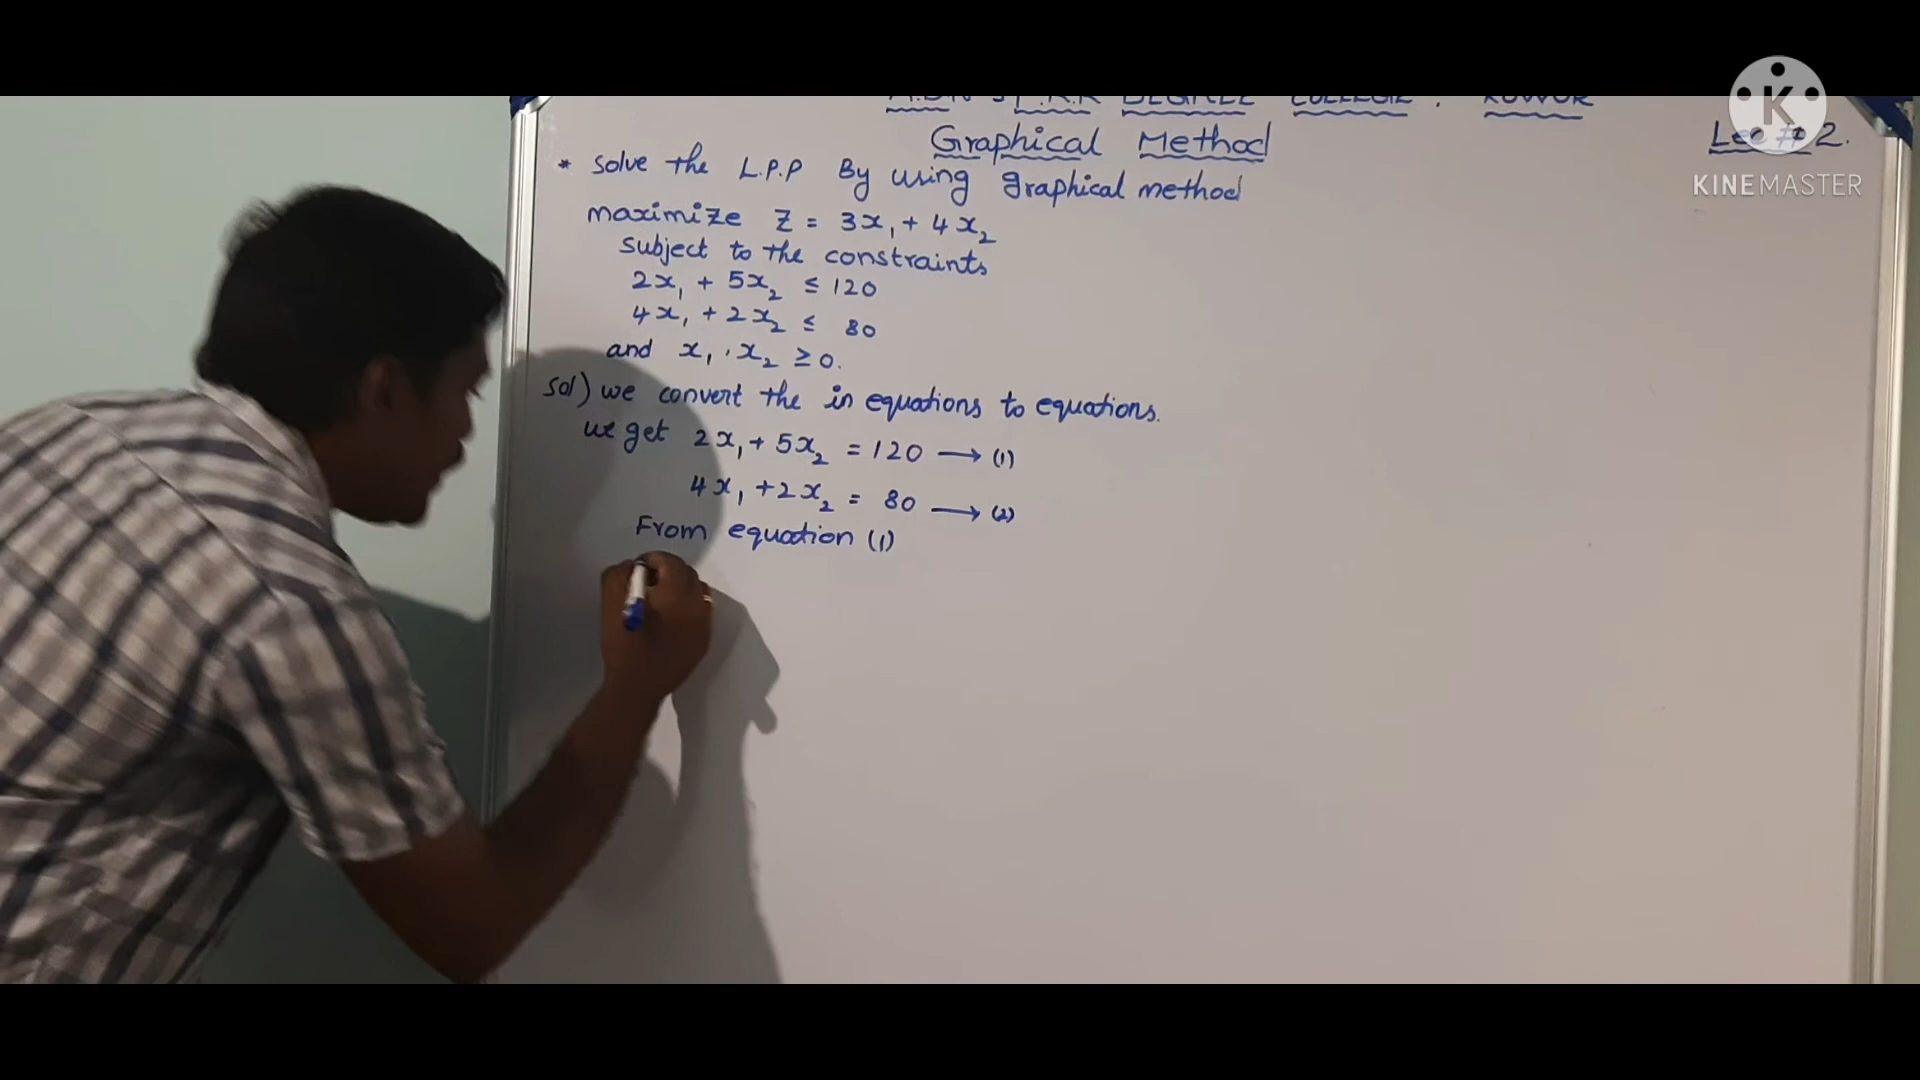 DEGREE COLLEGE
Graphical Method
Lec # 2.
KINEMASTER
* Solve the L.P.P By using graphical method
maximize Z = 3x₁ + 4x₂
Subject to the constraints
2x₁ + 5x₂ ≤ 120
4x₁ + 2x₂ ≤ 80
and x₁, x₂ ≥ 0.
Sol) we convert the in equations to equations.
we get 2x₁ + 5x₂ = 120 → (1)
4x₁ + 2x₂ = 80 → (2)
From equation (1)